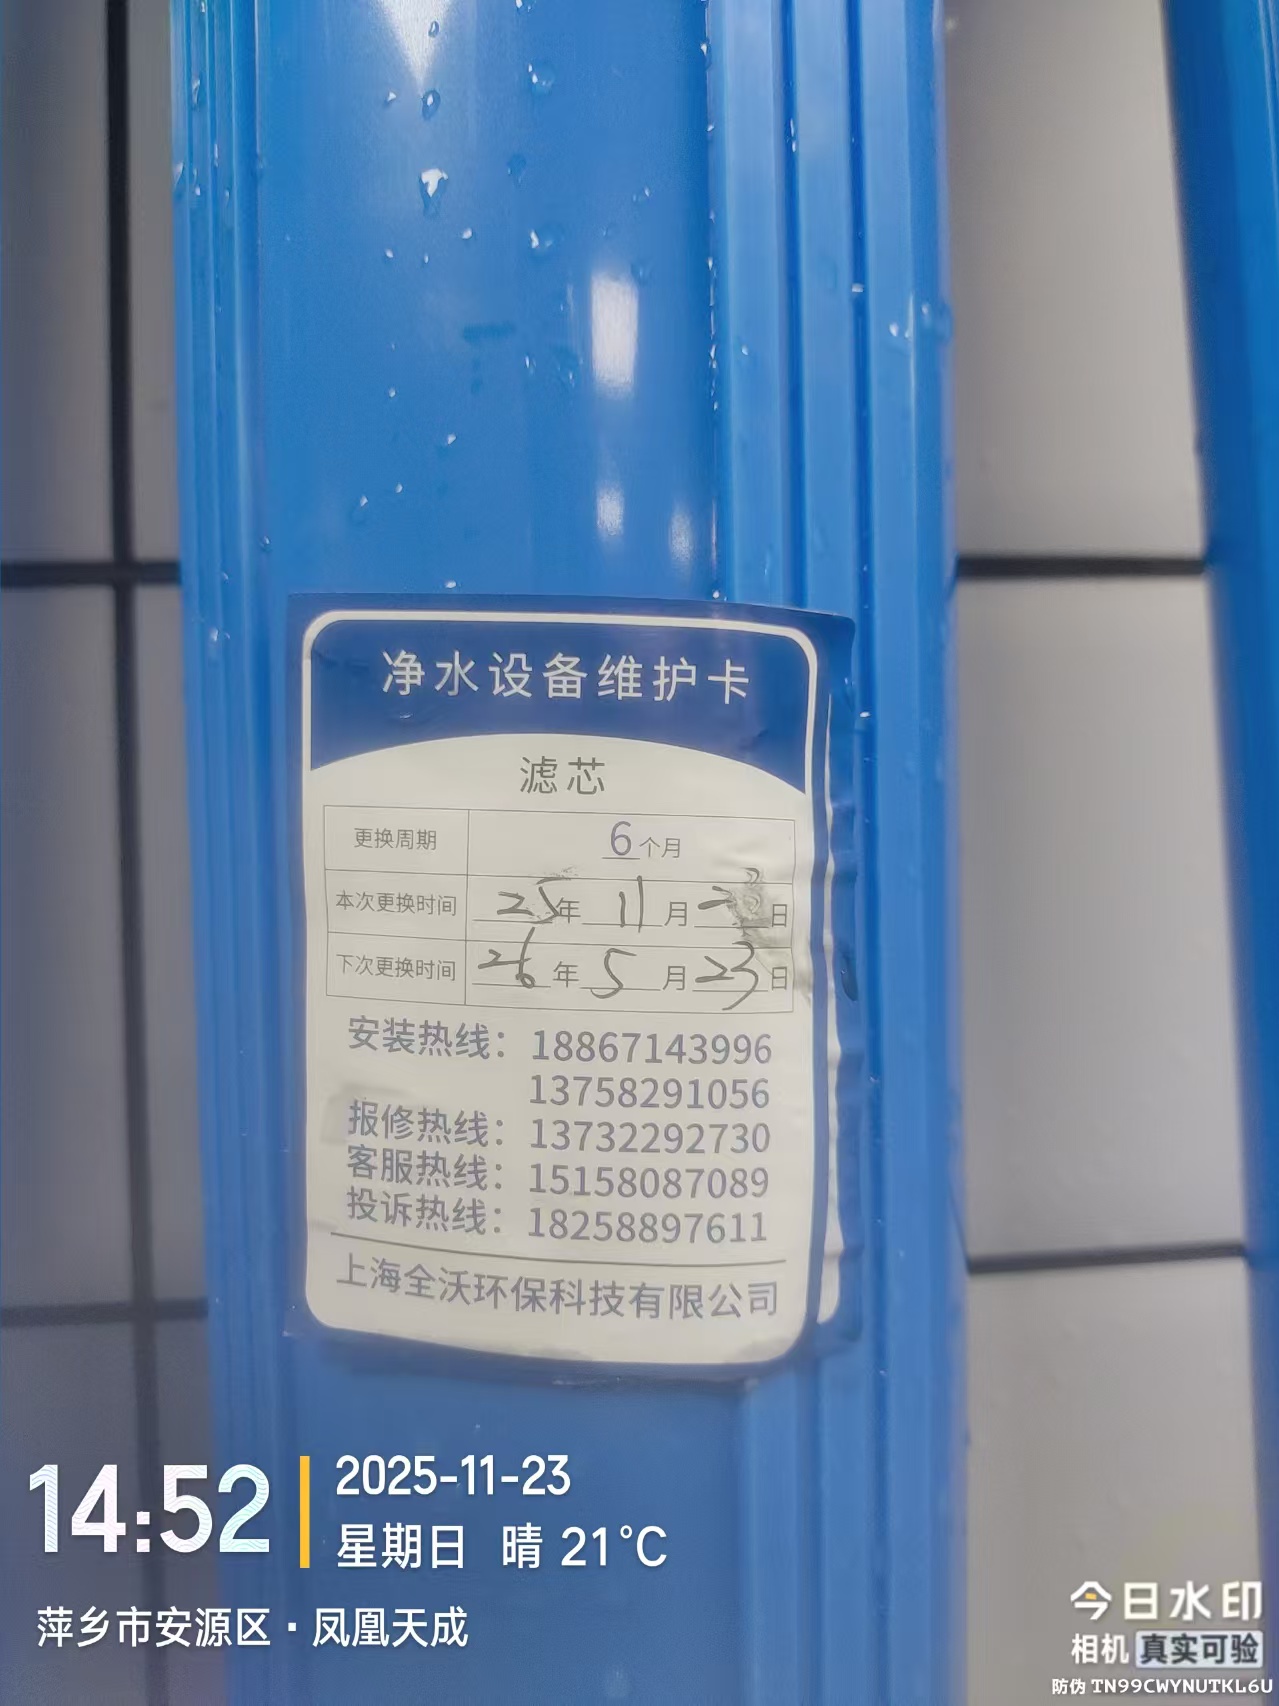 净水设备维护卡
滤芯
更换周期 6个月
本次更换时间 25年 11月 23日
下次更换时间 26年 5月 23日
安装热线：18867143996
13758291056
报修热线：13732292730
客服热线：15158087089
投诉热线：18258897611
上海全沃环保科技有限公司
14:52
2025-11-23
星期日 晴 21°C
萍乡市安源区·凤凰天成
今日水印
相机 真实可验
防伪 TN99CWYNUTKL6U